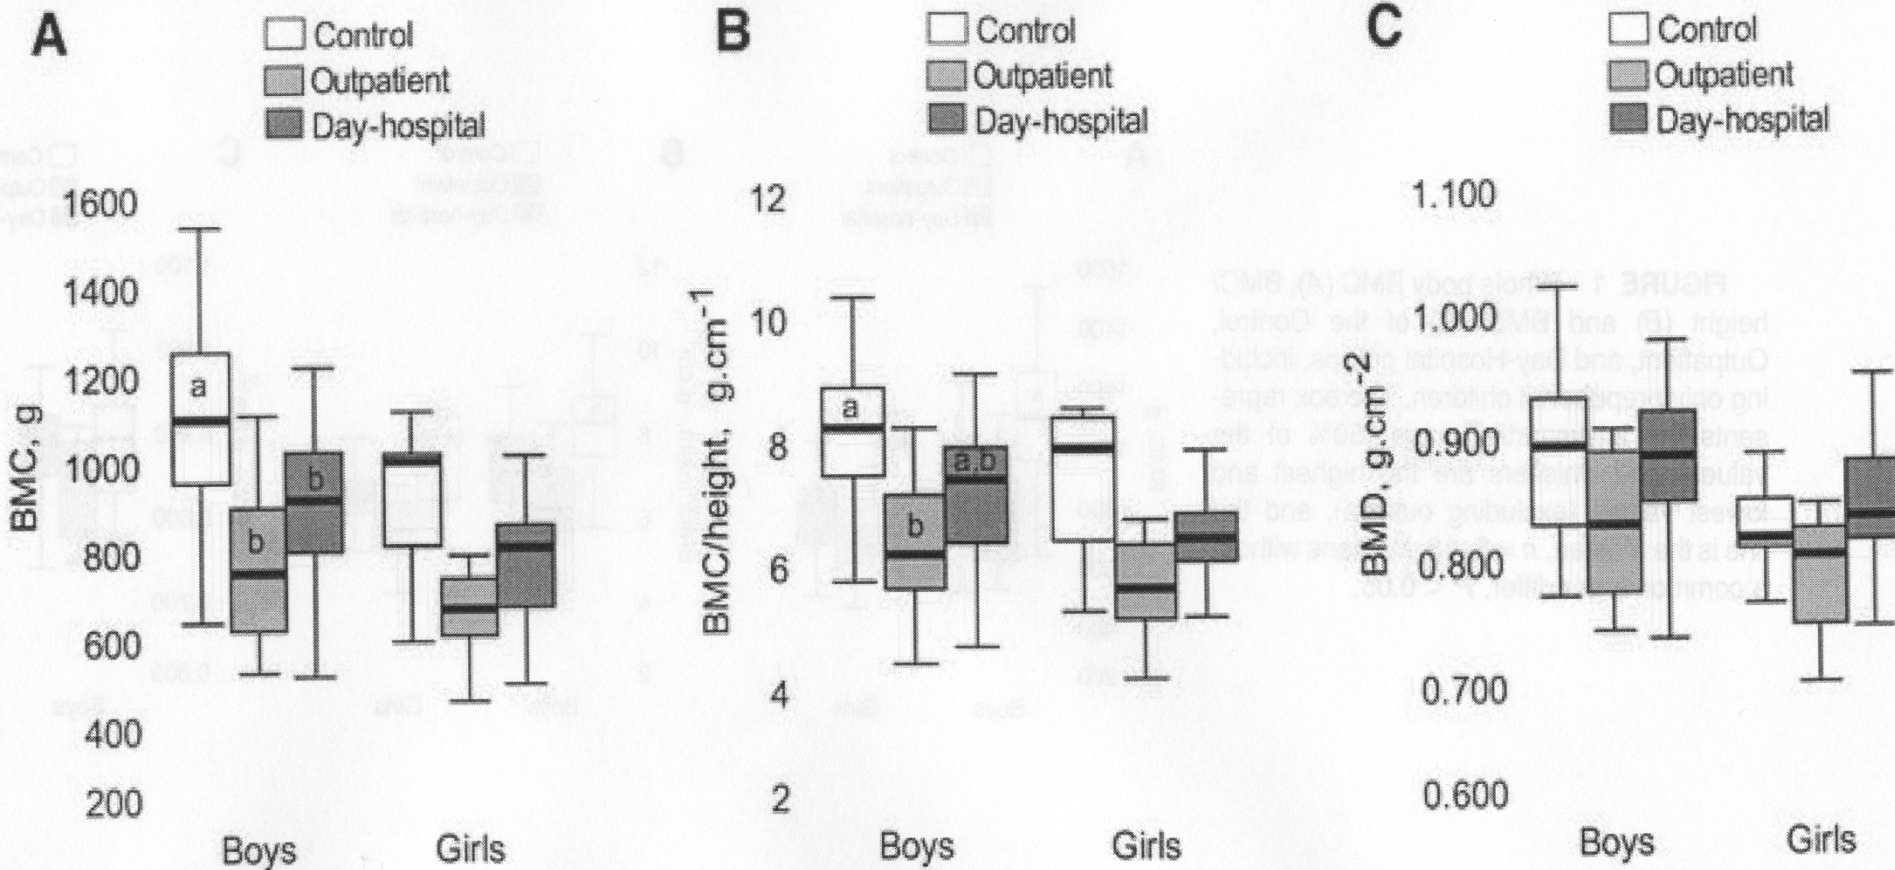 A
Control
Outpatient
Day-hospital
1600
1400
1200
1000
800
600
400
200
BMC, g
a
b
b
Boys
Girls
B
Control
Outpatient
Day-hospital
12
10
8
6
4
2
BMC/height, g.cm-1
a
b
a,b
Boys
Girls
C
Control
Outpatient
Day-hospital
1.100
1.000
0.900
0.800
0.700
0.600
BMD, g.cm-2
Boys
Girls